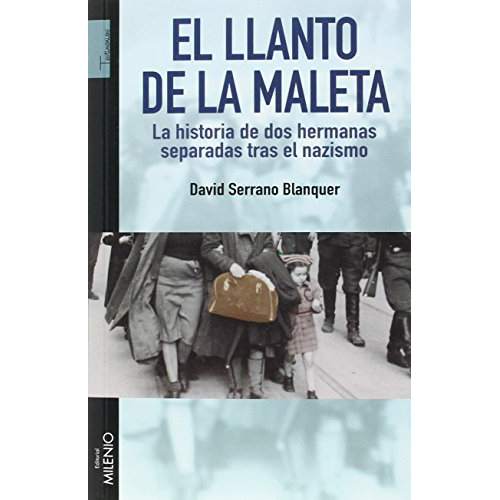 EL LLANTO
DE LA MALETA
La historia de dos hermanas
separadas tras el nazismo
David Serrano Blanquer
Editorial
MILENIO